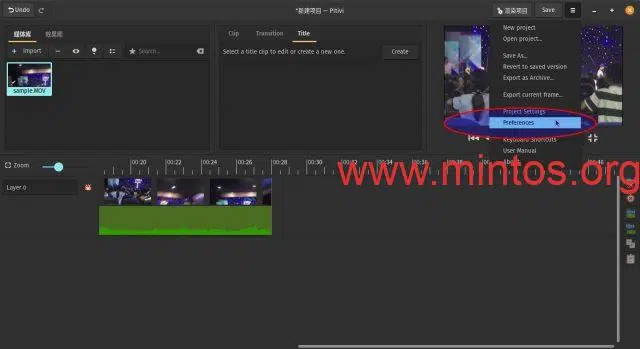 Undo
*新建项目 — Pitivi
渲染项目
Save
媒体库
效果库
Import
Search...
sample.MOV
Clip
Transition
Title
Select a title clip to edit or create a new one.
Create
New project
Open project...
Save As...
Revert to saved version
Export as Archive...
Export current frame...
Project Settings
Preferences
Keyboard Shortcuts
User Manual
Zoom
00:20
00:22
00:24
00:26
00:28
00:30
00:32
00:34
00:46
www.mintos.org
Layer 0